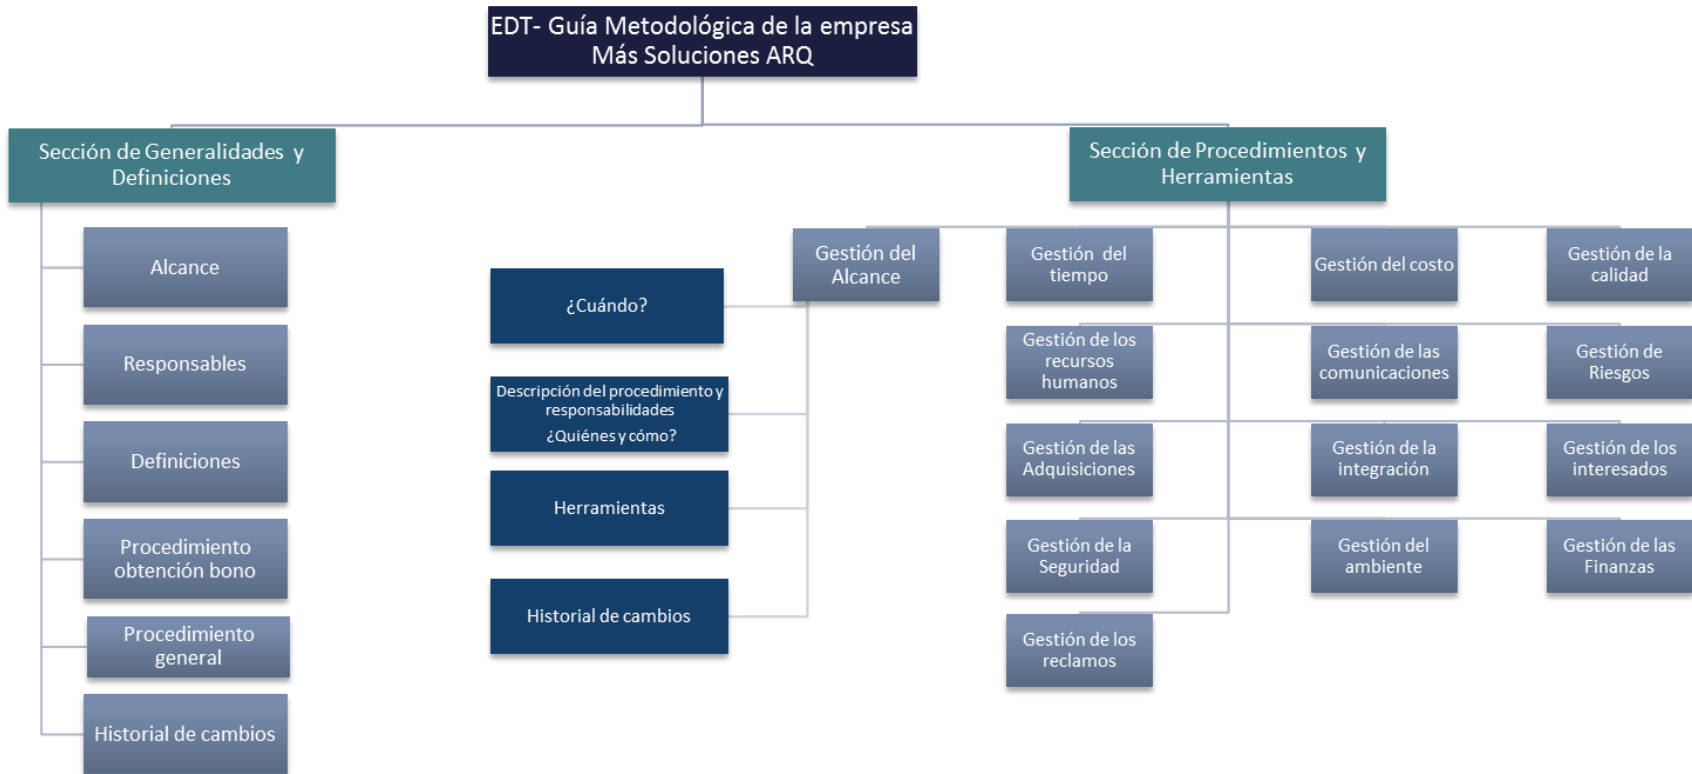 EDT- Guía Metodológica de la empresa
Más Soluciones ARQ
Sección de Generalidades y
Definiciones
Alcance
Responsables
Definiciones
Procedimiento
obtención bono
Procedimiento
general
Historial de cambios
Sección de Procedimientos y
Herramientas
Gestión del
Alcance
¿Cuándo?
Descripción del procedimiento y
responsabilidades
¿Quiénes y cómo?
Herramientas
Historial de cambios
Gestión del
tiempo
Gestión del costo
Gestión de la
calidad
Gestión de los
recursos
humanos
Gestión de las
comunicaciones
Gestión de
Riesgos
Gestión de las
Adquisiciones
Gestión de la
integración
Gestión de los
interesados
Gestión de la
Seguridad
Gestión del
ambiente
Gestión de las
Finanzas
Gestión de los
reclamos